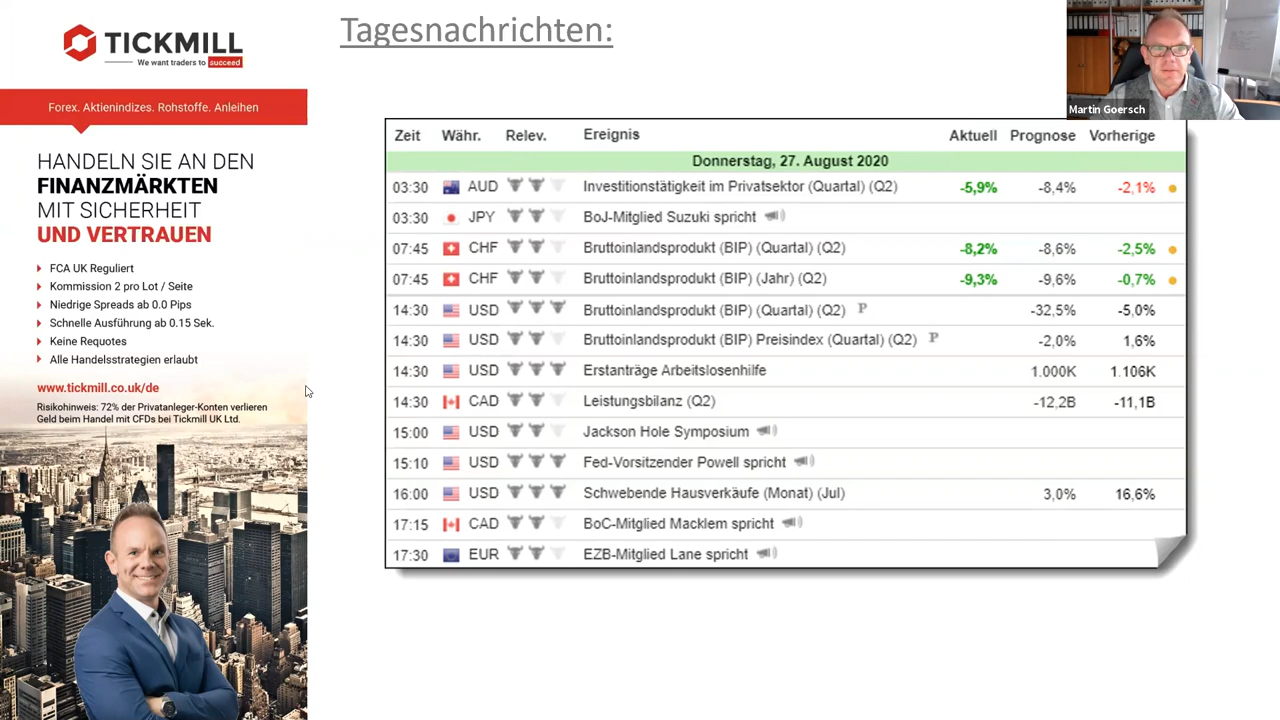 TICKMILL
We want traders to succeed
Forex. Aktienindizes. Rohstoffe. Anleihen
HANDELN SIE AN DEN
FINANZMÄRKTEN
MIT SICHERHEIT
UND VERTRAUEN
FCA UK Reguliert
Kommission 2 pro Lot / Seite
Niedrige Spreads ab 0.0 Pips
Schnelle Ausführung ab 0.15 Sek.
Keine Requotes
Alle Handelsstrategien erlaubt
www.tickmill.co.uk/de
Risikohinweis: 72% der Privatanleger-Konten verlieren
Geld beim Handel mit CFDs bei Tickmill UK Ltd.
Tagesnachrichten:
Martin Goersch
Zeit Währ. Relev. Ereignis Aktuell Prognose Vorherige
Donnerstag, 27. August 2020
03:30 AUD Investitionstätigkeit im Privatsektor (Quartal) (Q2) -5,9% -8,4% -2,1%
03:30 JPY BoJ-Mitglied Suzuki spricht
07:45 CHF Bruttoinlandsprodukt (BIP) (Quartal) (Q2) -8,2% -8,6% -2,5%
07:45 CHF Bruttoinlandsprodukt (BIP) (Jahr) (Q2) -9,3% -9,6% -0,7%
14:30 USD Bruttoinlandsprodukt (BIP) (Quartal) (Q2) P -32,5% -5,0%
14:30 USD Bruttoinlandsprodukt (BIP) Preisindex (Quartal) (Q2) P -2,0% 1,6%
14:30 USD Erstanträge Arbeitslosenhilfe 1.000K 1.106K
14:30 CAD Leistungsbilanz (Q2) -12,2B -11,1B
15:00 USD Jackson Hole Symposium
15:10 USD Fed-Vorsitzender Powell spricht
16:00 USD Schwebende Hausverkäufe (Monat) (Jul) 3,0% 16,6%
17:15 CAD BoC-Mitglied Macklem spricht
17:30 EUR EZB-Mitglied Lane spricht